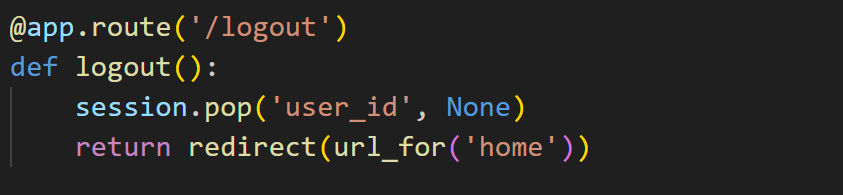 @app.route('/logout')
def logout():
    session.pop('user_id', None)
    return redirect(url_for('home'))